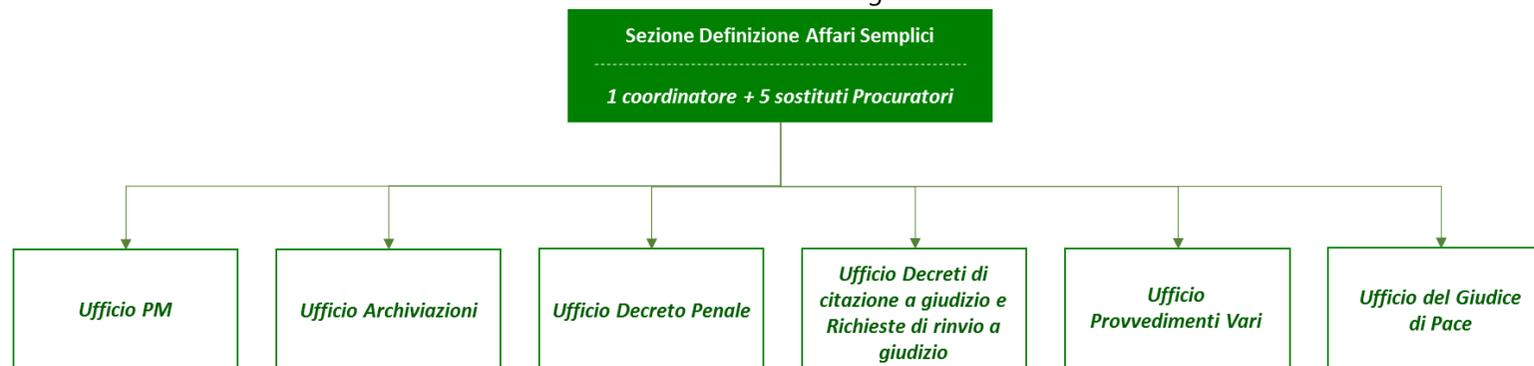 Sezione Definizione Affari Semplici
1 coordinatore + 5 sostituti Procuratori
Ufficio PM
Ufficio Archiviazioni
Ufficio Decreto Penale
Ufficio Decreti di
citazione a giudizio e
Richieste di rinvio a
giudizio
Ufficio
Provvedimenti Vari
Ufficio del Giudice
di Pace